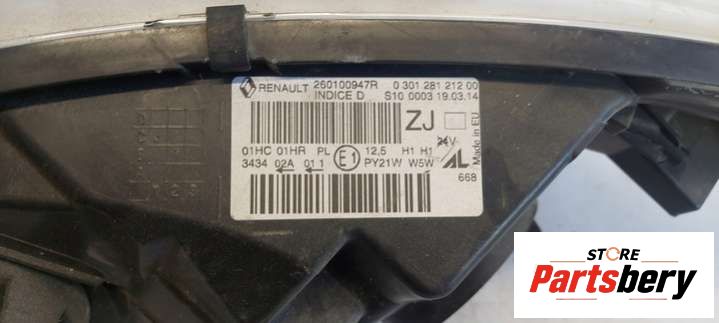 RENAULT 260100947R 0 301 281 212 00
INDICE D S10 0003 19.03.14
ZJ
Made in EU
01HC 01HR PL E1 12,5 H1 H1 24V
3434 02A 01 1 PY21W W5W AL
668
STORE
Partsbery